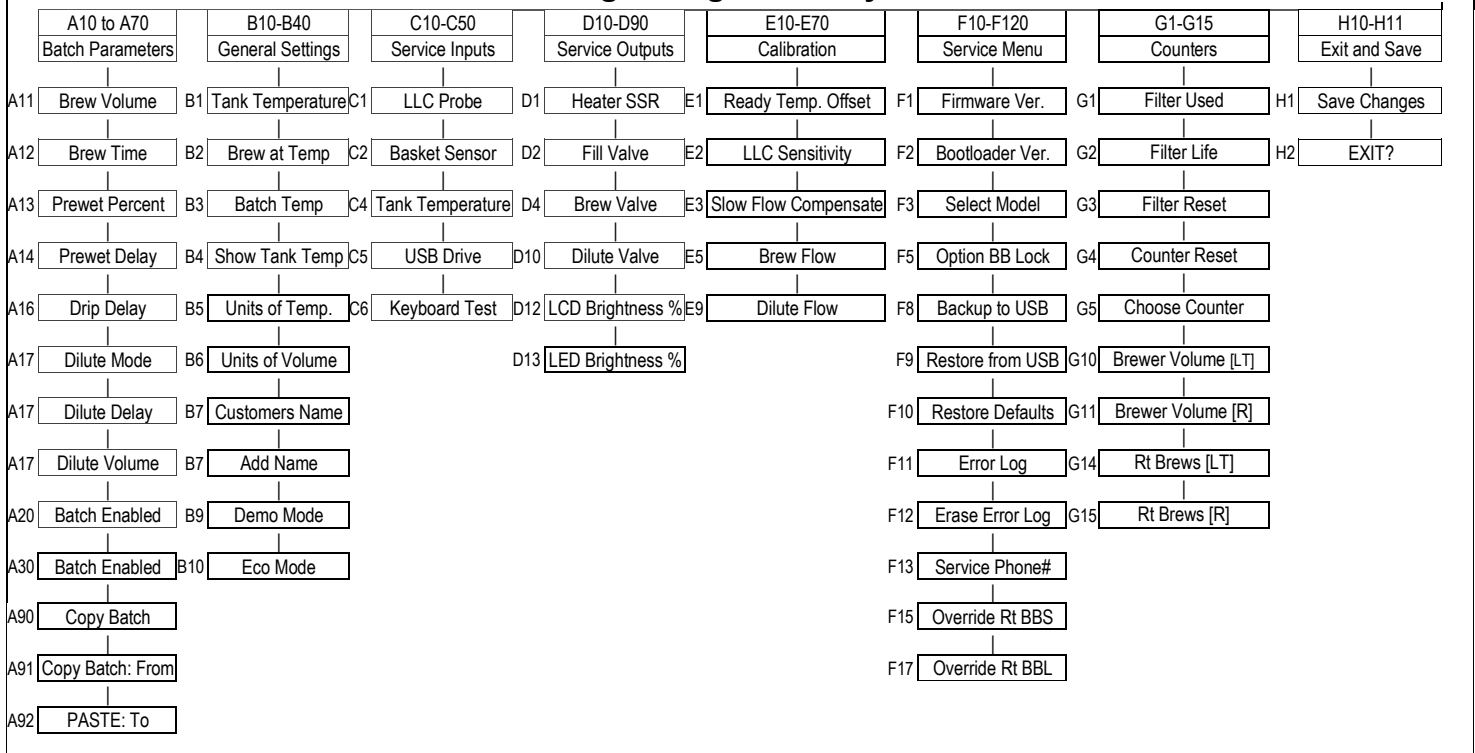 A10 to A70 B10-B40 C10-C50 D10-D90 E10-E70 F10-F120 G1-G15 H10-H11
Batch Parameters General Settings Service Inputs Service Outputs Calibration Service Menu Counters Exit and Save
A11 Brew Volume B1 Tank Temperature C1 LLC Probe D1 Heater SSR E1 Ready Temp. Offset F1 Firmware Ver. G1 Filter Used H1 Save Changes
A12 Brew Time B2 Brew at Temp C2 Basket Sensor D2 Fill Valve E2 LLC Sensitivity F2 Bootloader Ver. G2 Filter Life H2 EXIT?
A13 Prewet Percent B3 Batch Temp C4 Tank Temperature D4 Brew Valve E3 Slow Flow Compensate F3 Select Model G3 Filter Reset
A14 Prewet Delay B4 Show Tank Temp C5 USB Drive D10 Dilute Valve E5 Brew Flow F5 Option BB Lock G4 Counter Reset
A16 Drip Delay B5 Units of Temp. C6 Keyboard Test D12 LCD Brightness % E9 Dilute Flow F8 Backup to USB G5 Choose Counter
A17 Dilute Mode B6 Units of Volume D13 LED Brightness % F9 Restore from USB G10 Brewer Volume [LT]
A17 Dilute Delay B7 Customers Name F10 Restore Defaults G11 Brewer Volume [R]
A17 Dilute Volume B7 Add Name F11 Error Log G14 Rt Brews [LT]
A20 Batch Enabled B9 Demo Mode F12 Erase Error Log G15 Rt Brews [R]
A30 Batch Enabled B10 Eco Mode F13 Service Phone#
A90 Copy Batch F15 Override Rt BBS
A91 Copy Batch: From F17 Override Rt BBL
A92 PASTE: To